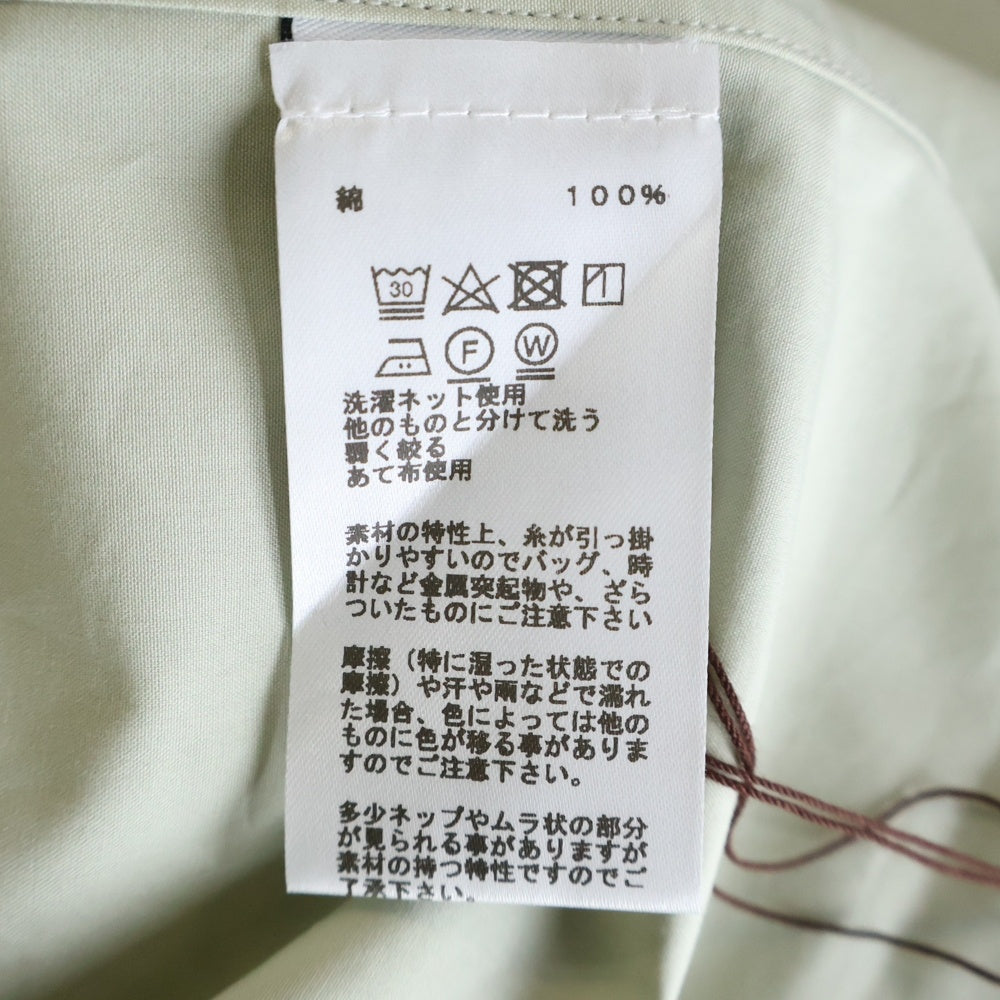 綿 100%
30
F W
洗濯ネット使用
他のものと分けて洗う
弱く絞る
あて布使用
素材の特性上、糸が引っ掛
かりやすいのでバッグ、時
計など金属突起物や、ざら
ついたものにご注意下さい
摩擦（特に湿った状態での
摩擦）や汗や雨などで濡れ
た場合、色によっては他の
ものに色が移る事がありま
すのでご注意下さい。
多少ネップやムラ状の部分
が見られる事がありますが
素材の持つ特性ですのでご
了承下さい。